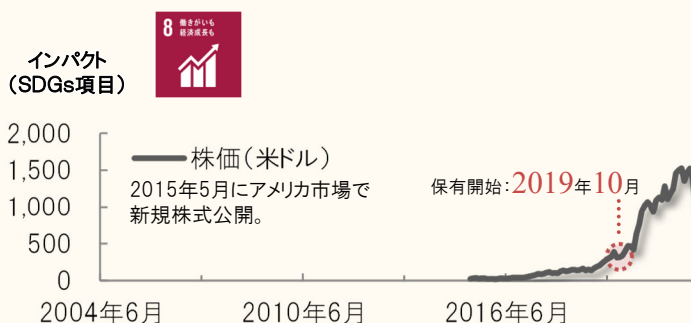 8 働きがいも
経済成長も
インパクト
(SDGs項目)
2,000
1,500
1,000
500
0
株価(米ドル)
2015年5月にアメリカ市場で
新規株式公開。
保有開始:2019年10月
2004年6月 2010年6月 2016年6月